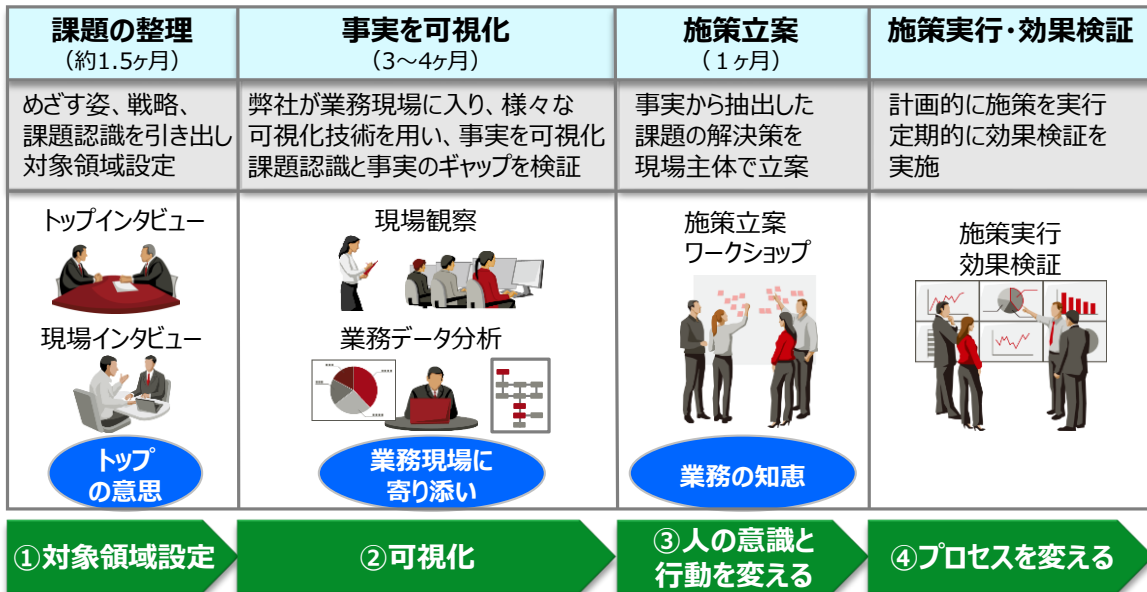 課題の整理
（約1.5ヶ月）
事実を可視化
（3～4ヶ月）
施策立案
（１ヶ月）
施策実行・効果検証
めざす姿、戦略、
課題認識を引き出し
対象領域設定
弊社が業務現場に入り、様々な
可視化技術を用い、事実を可視化
課題認識と事実のギャップを検証
事実から抽出した
課題の解決策を
現場主体で立案
計画的に施策を実行
定期的に効果検証を
実施
トップインタビュー
現場インタビュー
トップ
の意思
現場観察
業務データ分析
業務現場に
寄り添い
施策立案
ワークショップ
業務の知恵
施策実行
効果検証
①対象領域設定
②可視化
③人の意識と
行動を変える
④プロセスを変える